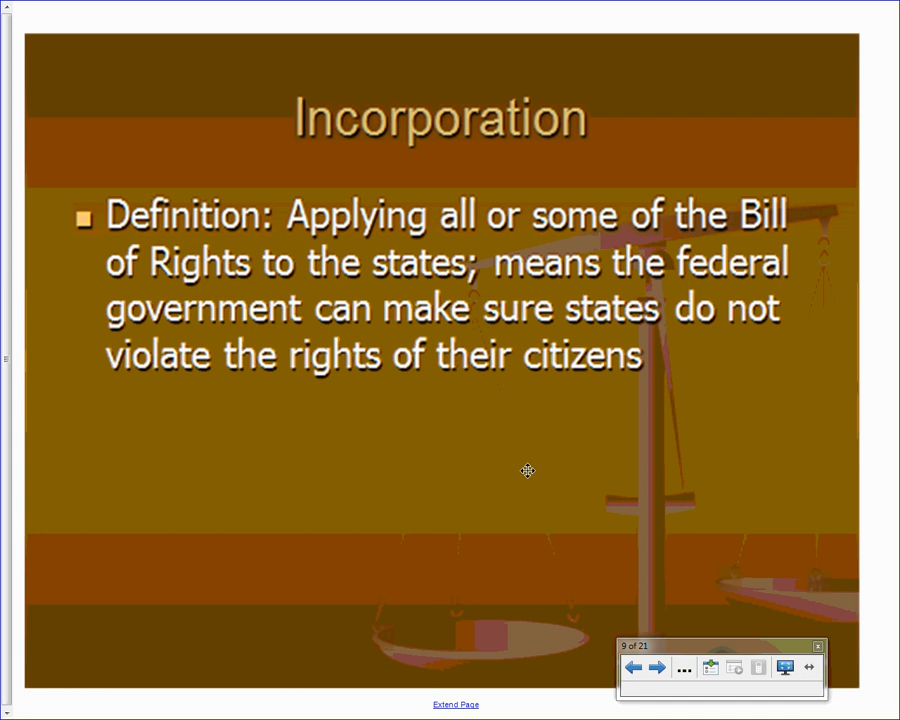 Incorporation
Definition: Applying all or some of the Bill
of Rights to the states; means the federal
government can make sure states do not
violate the rights of their citizens
9 of 21
Extend Page